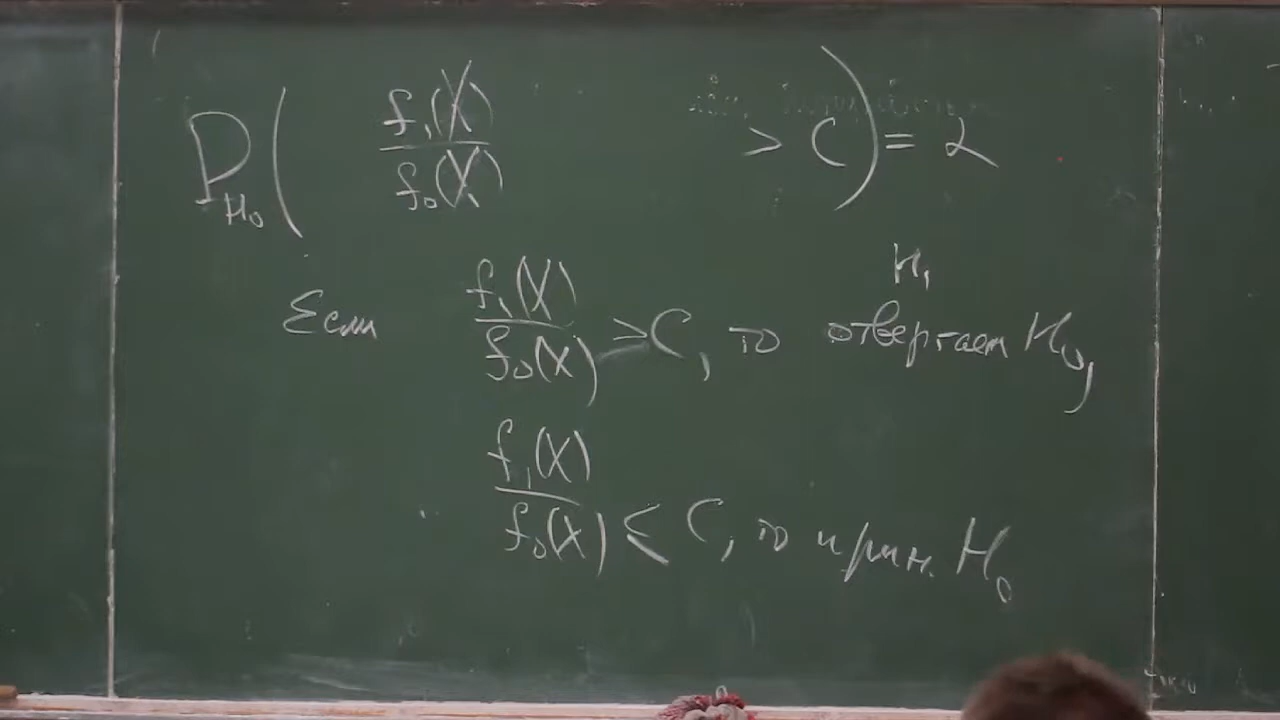 P_{H_0}( f_1(X) / f_0(X) > C ) = α
H_1
Если f_1(X) / f_0(X) > C, то отвергаем H_0,
f_1(X) / f_0(X) ≤ C, то прин. H_0